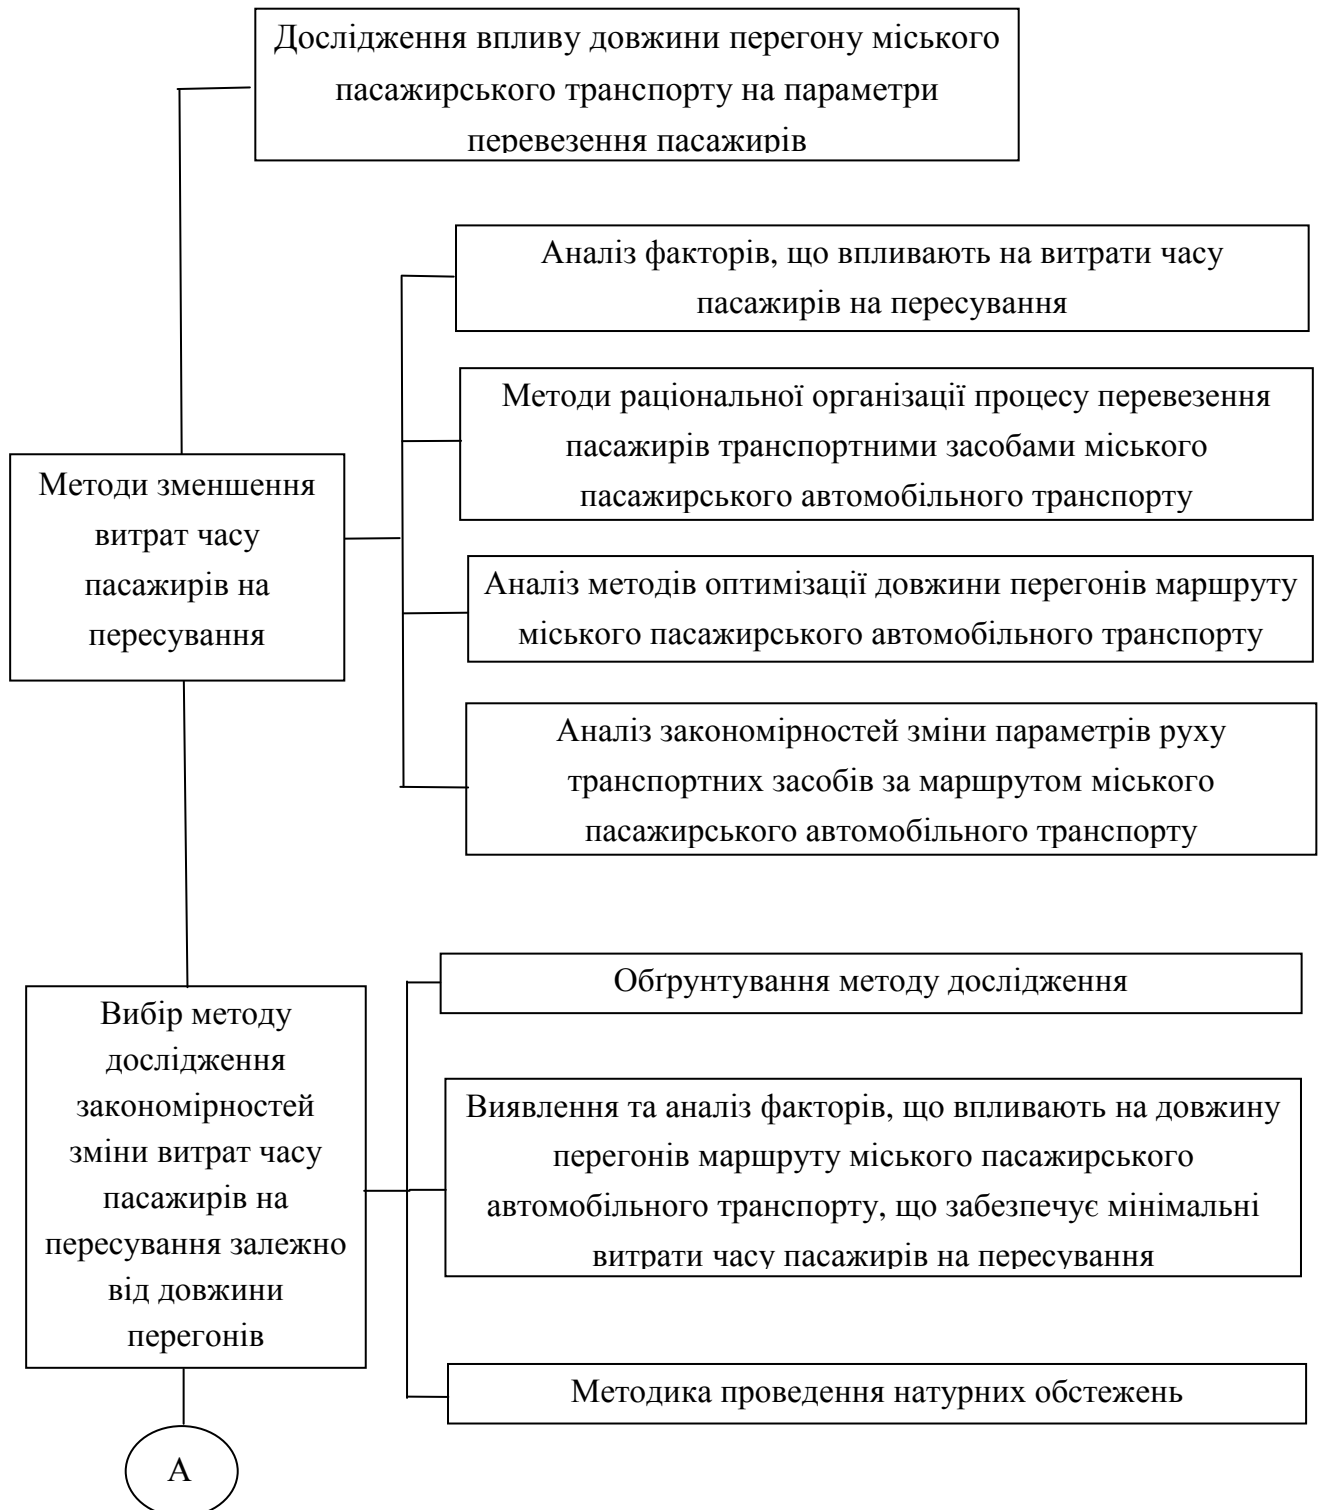 Дослідження впливу довжини перегону міського
пасажирського транспорту на параметри
перевезення пасажирів
Аналіз факторів, що впливають на витрати часу
пасажирів на пересування
Методи раціональної організації процесу перевезення
пасажирів транспортними засобами міського
пасажирського автомобільного транспорту
Методи зменшення
витрат часу
пасажирів на
пересування
Аналіз методів оптимізації довжини перегонів маршруту
міського пасажирського автомобільного транспорту
Аналіз закономірностей зміни параметрів руху
транспортних засобів за маршрутом міського
пасажирського автомобільного транспорту
Обґрунтування методу дослідження
Вибір методу
дослідження
закономірностей
зміни витрат часу
пасажирів на
пересування залежно
від довжини
перегонів
Виявлення та аналіз факторів, що впливають на довжину
перегонів маршруту міського пасажирського
автомобільного транспорту, що забезпечує мінімальні
витрати часу пасажирів на пересування
Методика проведення натурних обстежень
А